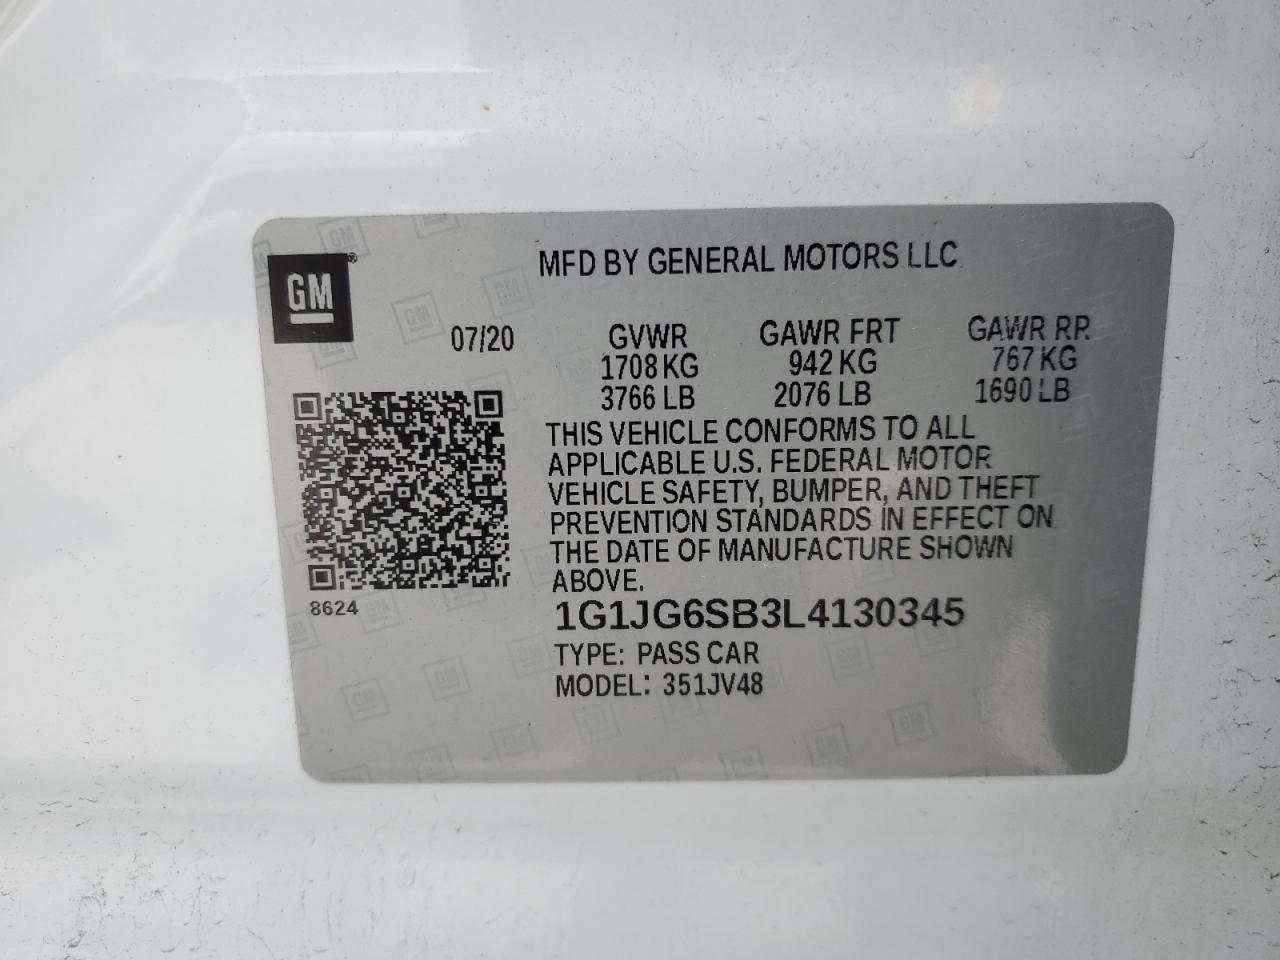 GM
MFD BY GENERAL MOTORS LLC
07/20 GVWR GAWR FRT GAWR RR
1708 KG 942 KG 767 KG
3766 LB 2076 LB 1690 LB
THIS VEHICLE CONFORMS TO ALL
APPLICABLE U.S. FEDERAL MOTOR
VEHICLE SAFETY, BUMPER, AND THEFT
PREVENTION STANDARDS IN EFFECT ON
THE DATE OF MANUFACTURE SHOWN
ABOVE.
8624
1G1JG6SB3L4130345
TYPE: PASS CAR
MODEL: 351JV48